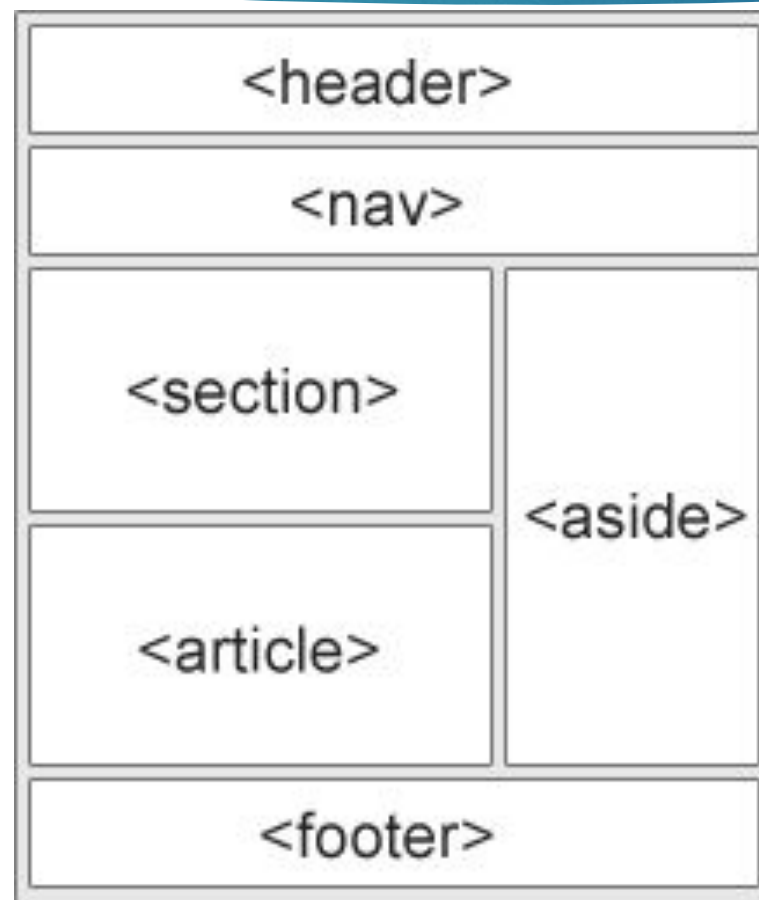 <header>
<nav>
<section>
<article>
<aside>
<footer>